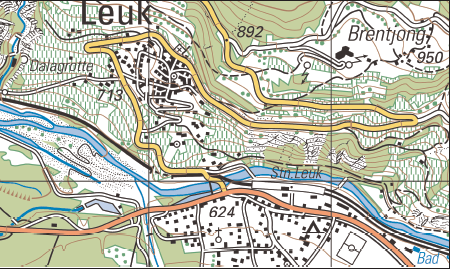 Leuk
892
Brentjong
950
Dalagrotte
713
Stn Leuk
624
Bad